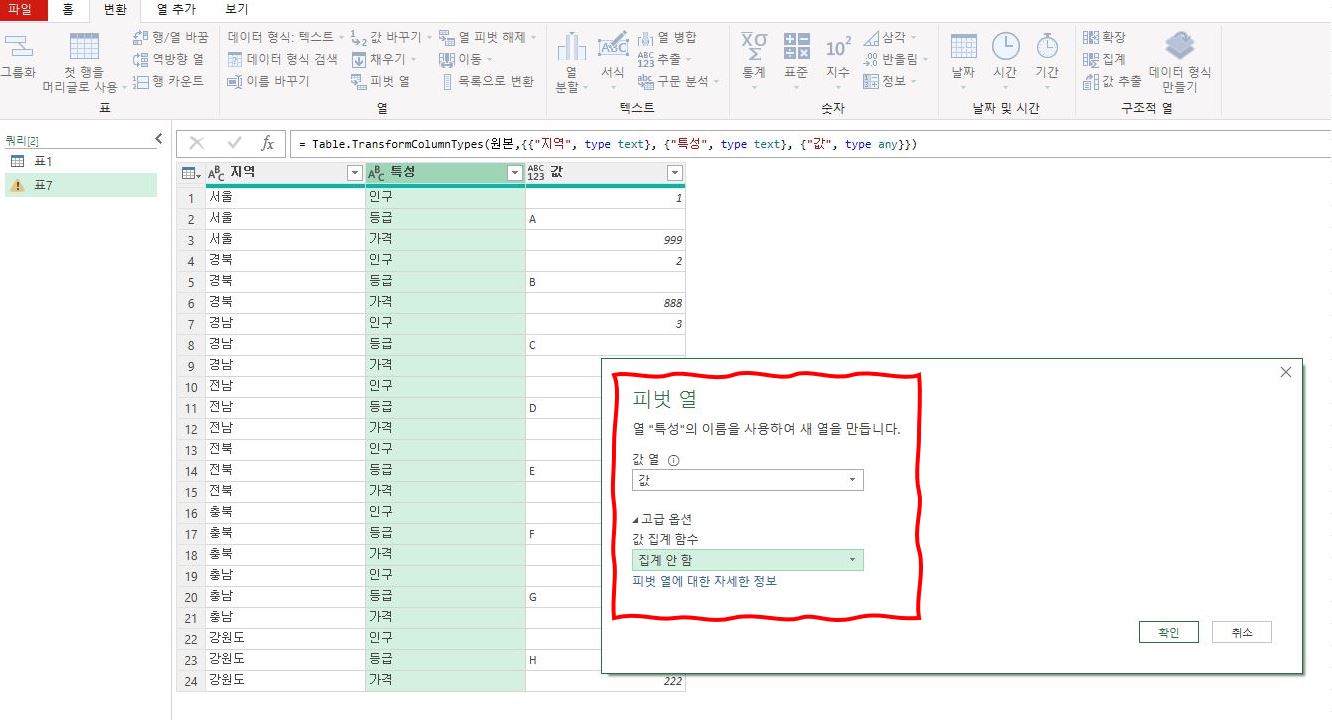 파일 홈 변환 열 추가 보기
그룹화
첫 행을
머리글로 사용
행/열 바꿈
역방향 행
행 카운트
표
데이터 형식: 텍스트
데이터 형식 검색
이름 바꾸기
1→2 값 바꾸기
채우기
피벗 열
열 피벗 해제
이동
목록으로 변환
열
열
분할
ABC
서식
열 병합
ABC 123 추출
abc 구문 분석
텍스트
XΣ
통계
표준
10²
지수
삼각
.00 반올림
정보
숫자
날짜
시간
기간
날짜 및 시간
확장
집계
값 추출
데이터 형식
만들기
구조적 열
쿼리[2]
표1
표7
fx = Table.TransformColumnTypes(원본,{{"지역", type text}, {"특성", type text}, {"값", type any}})
ABC 지역 ABC 특성 ABC 123 값
1 서울 인구 1
2 서울 등급 A
3 서울 가격 999
4 경북 인구 2
5 경북 등급 B
6 경북 가격 888
7 경남 인구 3
8 경남 등급 C
9 경남 가격
10 전남 인구
11 전남 등급 D
12 전남 가격
13 전북 인구
14 전북 등급 E
15 전북 가격
16 충북 인구
17 충북 등급 F
18 충북 가격
19 충남 인구
20 충남 등급 G
21 충남 가격
22 강원도 인구
23 강원도 등급 H
24 강원도 가격 222
피벗 열
열 "특성"의 이름을 사용하여 새 열을 만듭니다.
값 열
값
고급 옵션
값 집계 함수
집계 안 함
피벗 열에 대한 자세한 정보
확인 취소